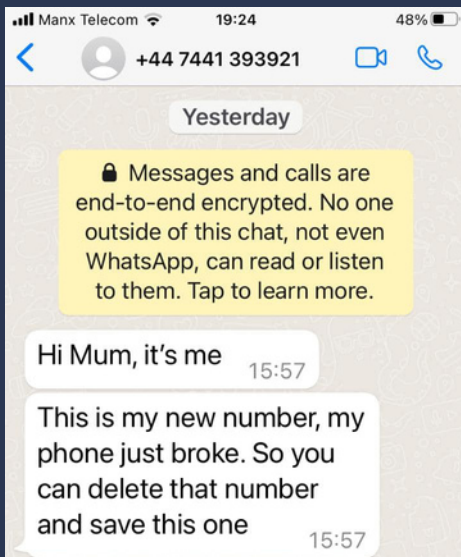 Manx Telecom 19:24 48%
+44 7441 393921
Yesterday
Messages and calls are
end-to-end encrypted. No one
outside of this chat, not even
WhatsApp, can read or listen
to them. Tap to learn more.
Hi Mum, it's me 15:57
This is my new number, my
phone just broke. So you
can delete that number
and save this one 15:57